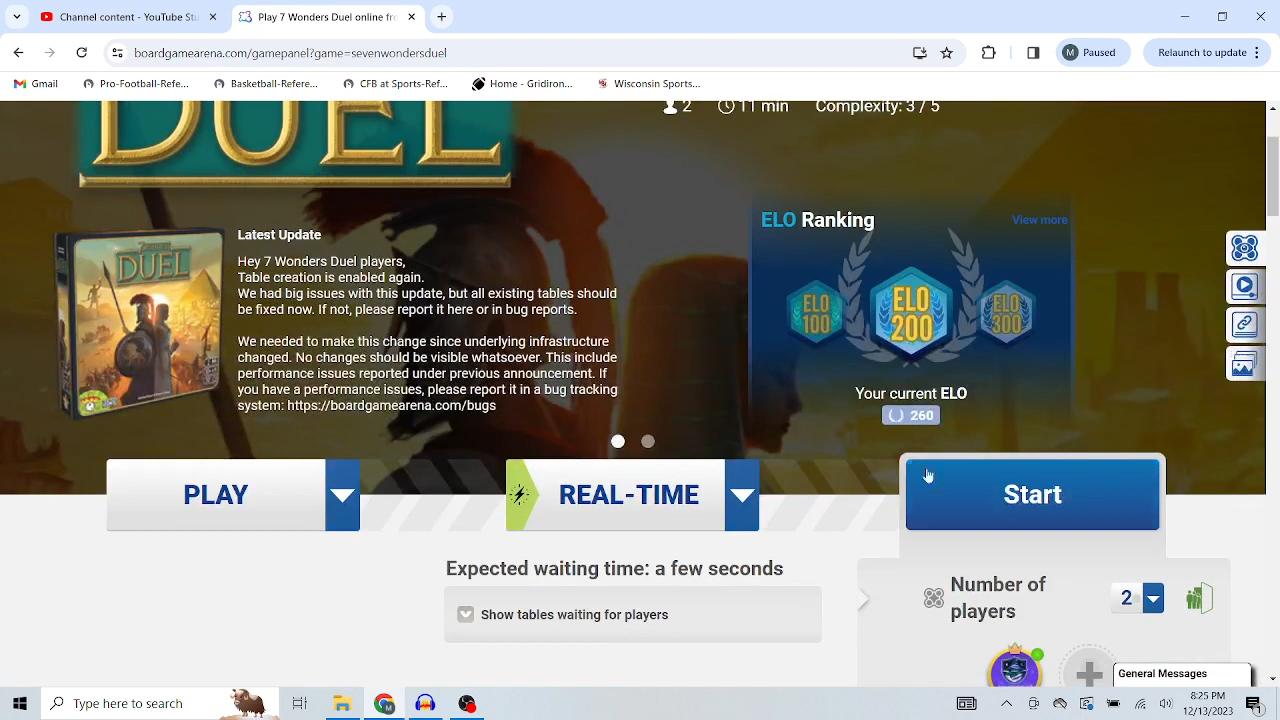 Channel content - YouTube Stu
Play 7 Wonders Duel online fro
boardgamearena.com/gamepanel?game=sevenwondersduel
M Paused
Relaunch to update
Gmail
Pro-Football-Refe...
Basketball-Refere...
CFB at Sports-Ref...
Home - Gridiron...
Wisconsin Sports...
DUEL
2
11 min
Complexity: 3 / 5
ELO Ranking
View more
DUEL
Latest Update
Hey 7 Wonders Duel players,
Table creation is enabled again.
We had big issues with this update, but all existing tables should
be fixed now. If not, please report it here or in bug reports.
We needed to make this change since underlying infrastructure
changed. No changes should be visible whatsoever. This include
performance issues reported under previous announcement. If
you have a performance issues, please report it in a bug tracking
system: https://boardgamearena.com/bugs
ELO
100
ELO
200
ELO
300
Your current ELO
260
PLAY
REAL-TIME
Start
Expected waiting time: a few seconds
Show tables waiting for players
Number of
players
2
General Messages
Type here to search
8:25 PM
12/13/2023
1